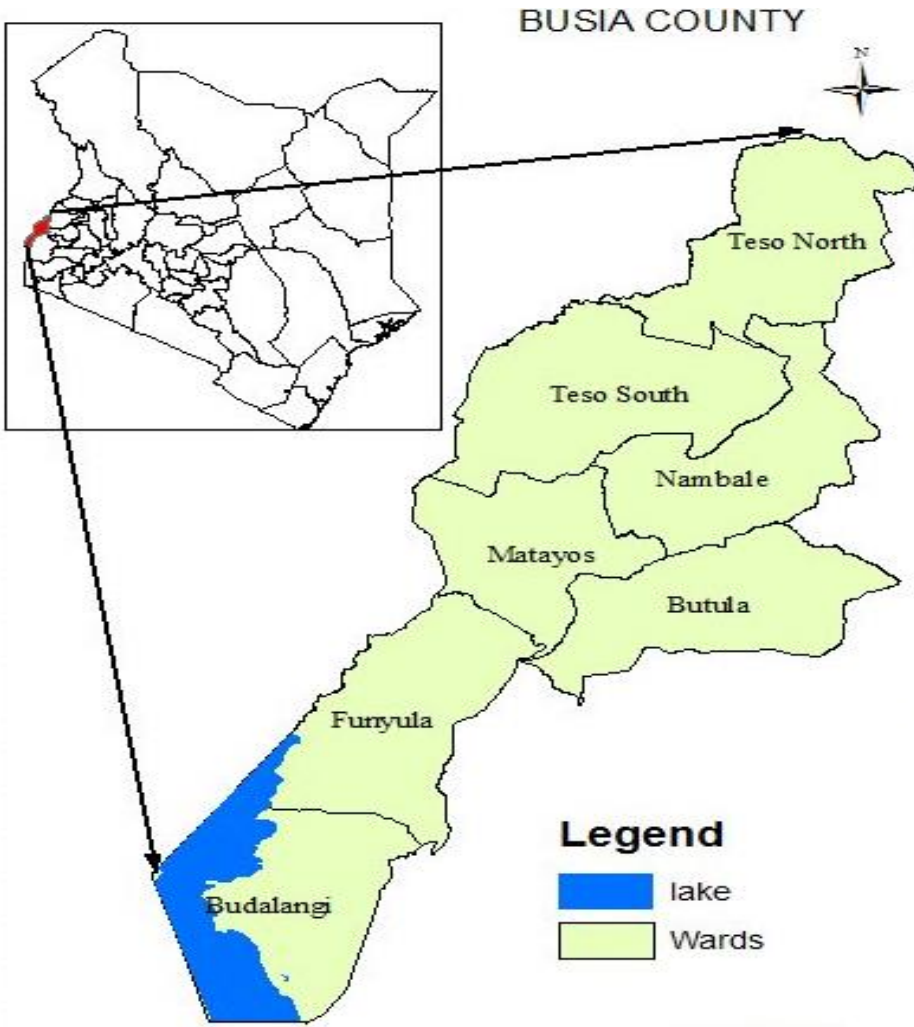 BUSIA COUNTY
N
Teso North
Teso South
Nambale
Matayos
Butula
Funyula
Budalangi
Legend
lake
Wards